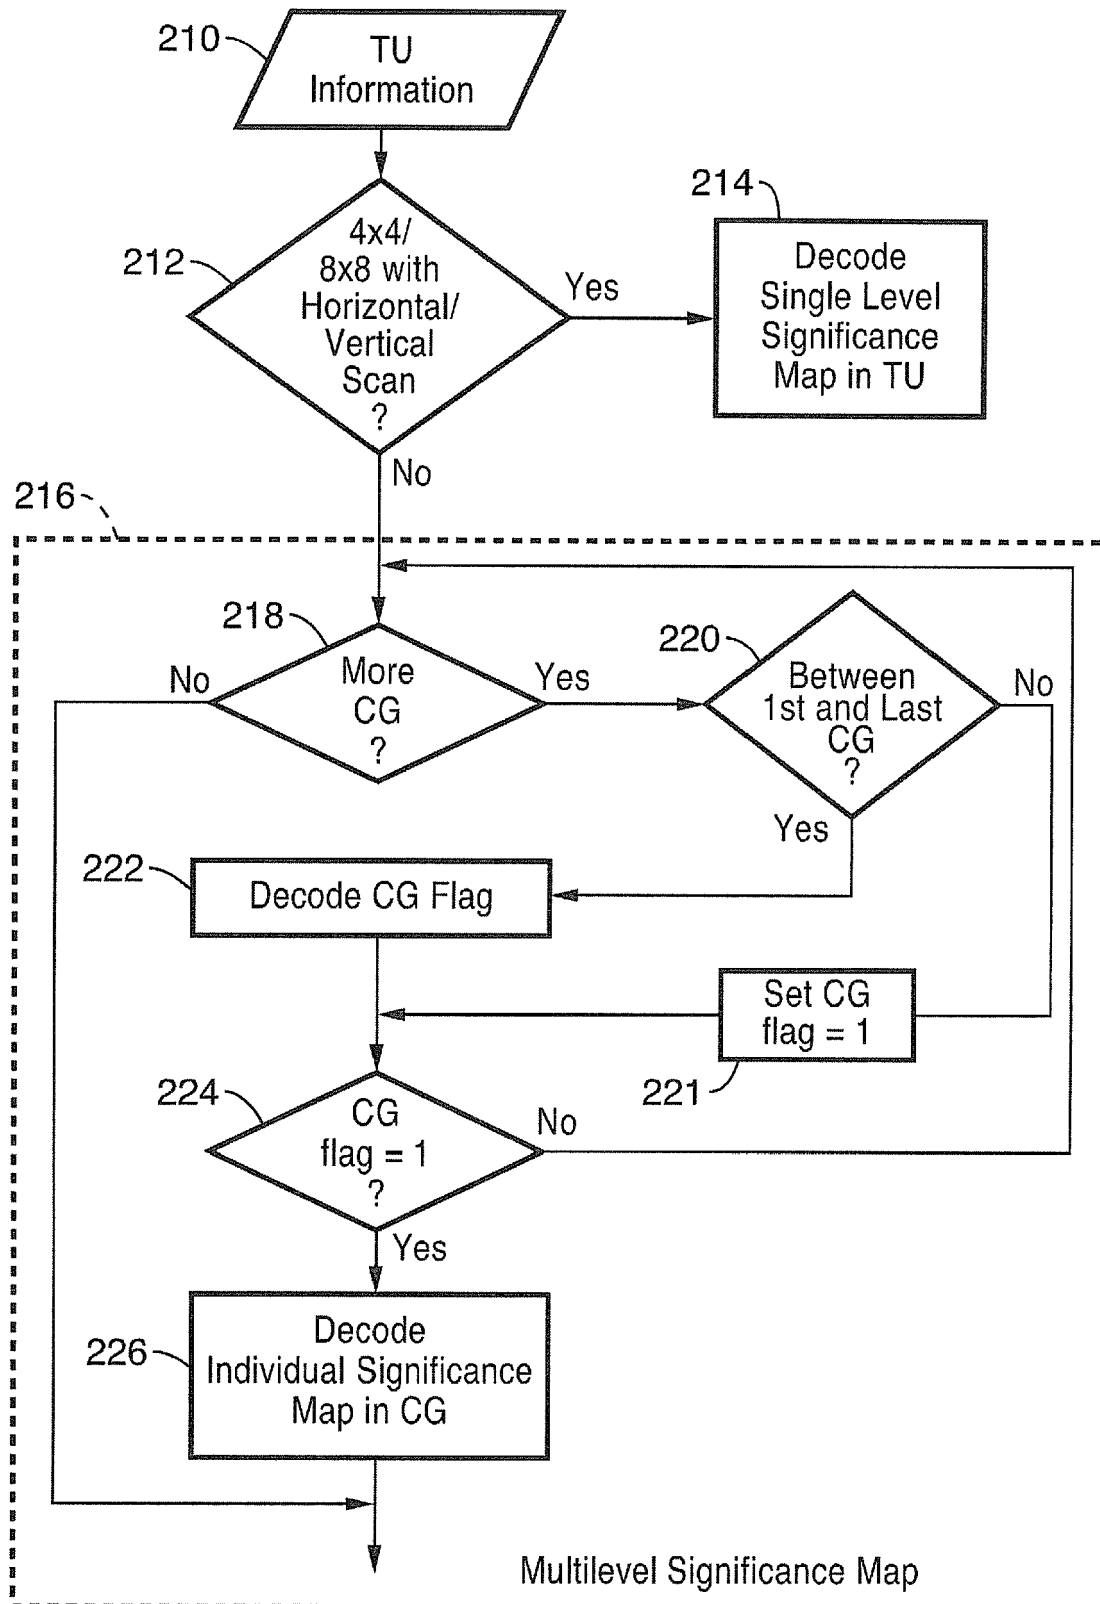 210
TU
Information
212
4x4/
8x8 with
Horizontal/
Vertical
Scan
?
Yes
214
Decode
Single Level
Significance
Map in TU
No
216
218
More
CG
?
No
Yes
220
Between
1st and Last
CG
?
No
Yes
222
Decode CG Flag
Set CG
flag = 1
221
224
CG
flag = 1
?
No
Yes
226
Decode
Individual Significance
Map in CG
Multilevel Significance Map